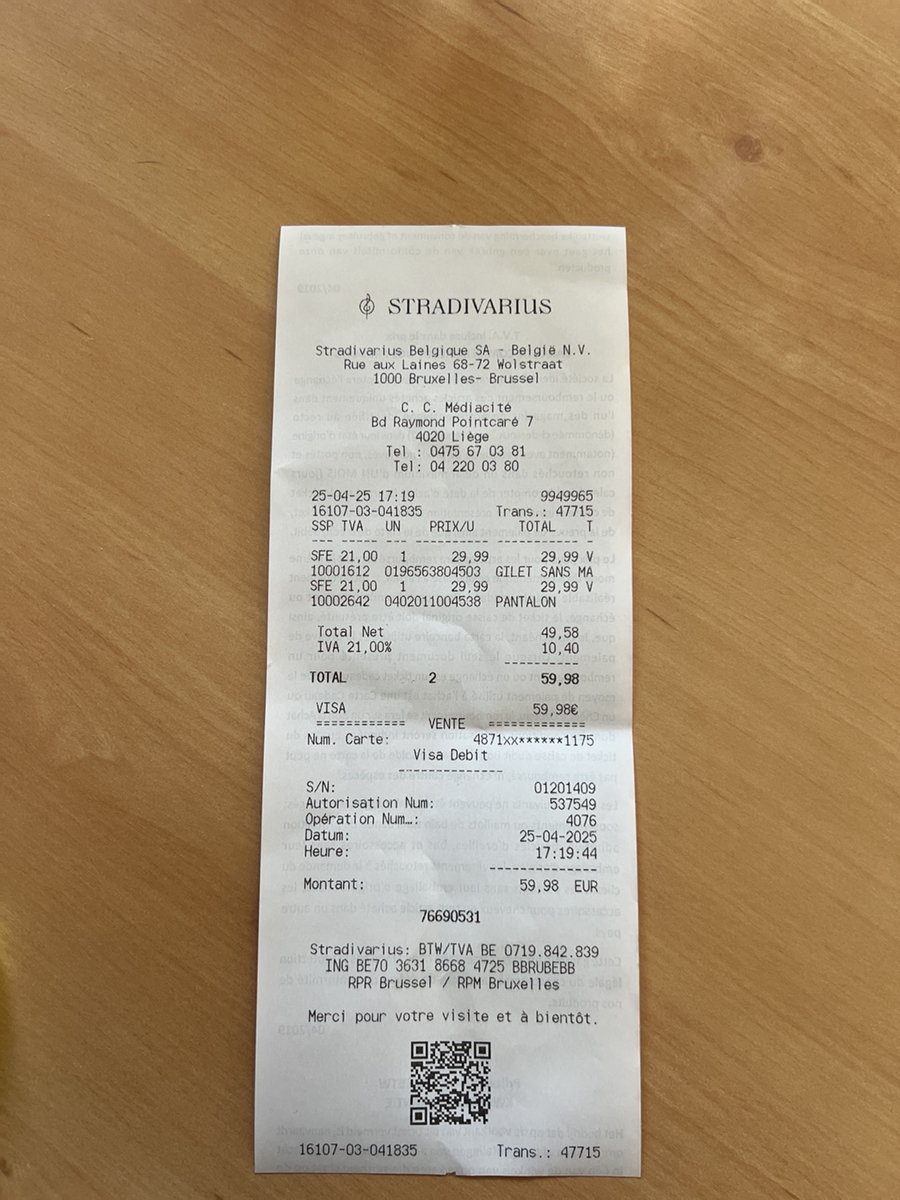 STRADIVARIUS
Stradivarius Belgique SA - België N.V.
Rue aux Laines 68-72 Wolstraat
1000 Bruxelles- Brussel
C. C. Médiacité
Bd Raymond Pointcaré 7
4020 Liège
Tel : 0475 67 03 81
Tel: 04 220 03 80
25-04-25 17:19 9949965
16107-03-041835 Trans.: 47715
SSP TVA UN PRIX/U TOTAL T
--- ----- --- ---------- ---------- -
SFE 21,00 1 29,99 29,99 V
10001612 0196563804503 GILET SANS MA
SFE 21,00 1 29,99 29,99 V
10002642 0402011004538 PANTALON
Total Net 49,58
IVA 21,00% 10,40
----------
TOTAL 2 59,98
VISA 59,98€
============ VENTE =============
Num. Carte: 4871xx******1175
Visa Debit
--------------
S/N: 01201409
Autorisation Num: 537549
Opération Num…: 4076
Datum: 25-04-2025
Heure: 17:19:44
--------------
Montant: 59,98 EUR
76690531
Stradivarius: BTW/TVA BE 0719.842.839
ING BE70 3631 8668 4725 BBRUBEBB
RPR Brussel / RPM Bruxelles
Merci pour votre visite et à bientôt.
16107-03-041835 Trans.: 47715